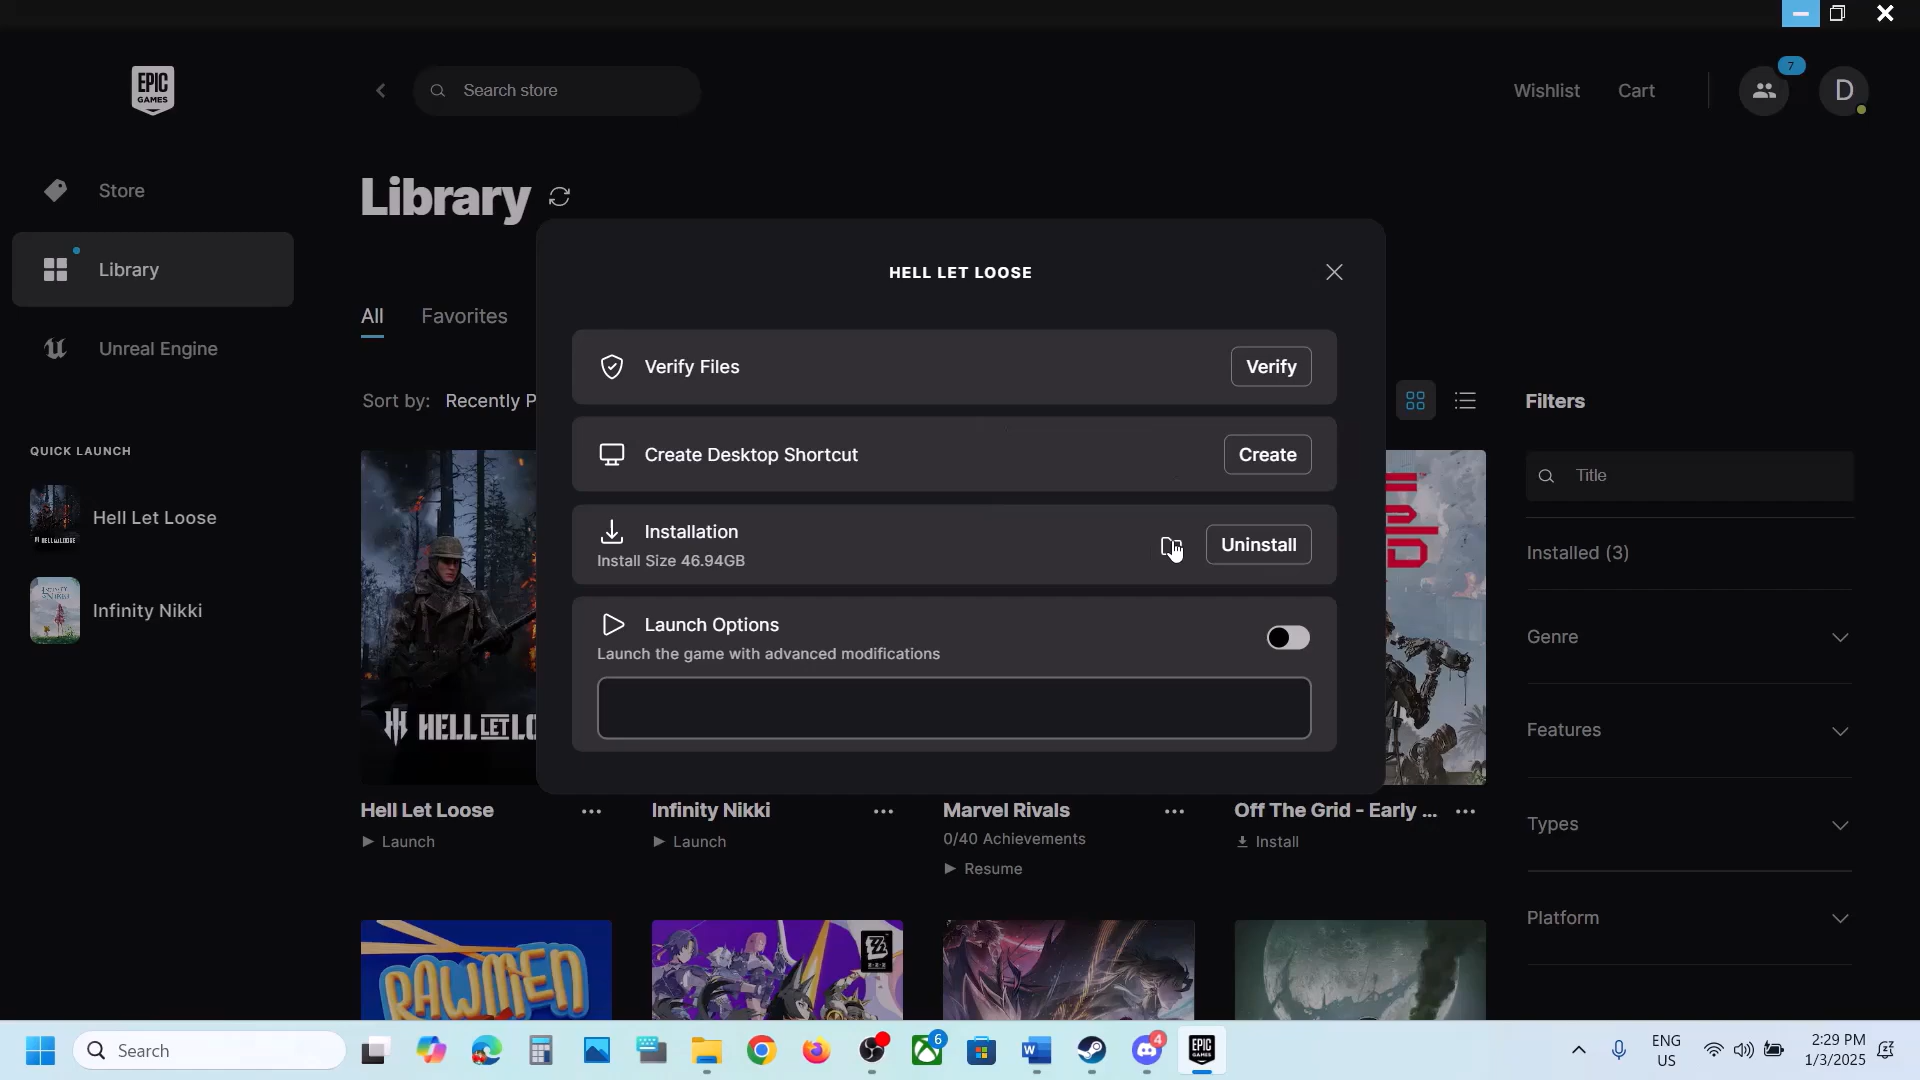 EPIC
GAMES
Search store
Wishlist
Cart
7
D
Store
Library
Unreal Engine
QUICK LAUNCH
Hell Let Loose
Infinity Nikki
Library
All
Favorites
Sort by:
Recently P
HELL LET LOOSE
Verify Files
Verify
Create Desktop Shortcut
Create
Installation
Install Size 46.94GB
Uninstall
Launch Options
Launch the game with advanced modifications
HELL LET LO
Hell Let Loose
Launch
Infinity Nikki
Launch
Marvel Rivals
0/40 Achievements
Resume
Off The Grid - Early ...
Install
RAWMEN
Filters
Title
Installed (3)
Genre
Features
Types
Platform
Search
6
4
EPIC
GAMES
ENG
US
2:29 PM
1/3/2025